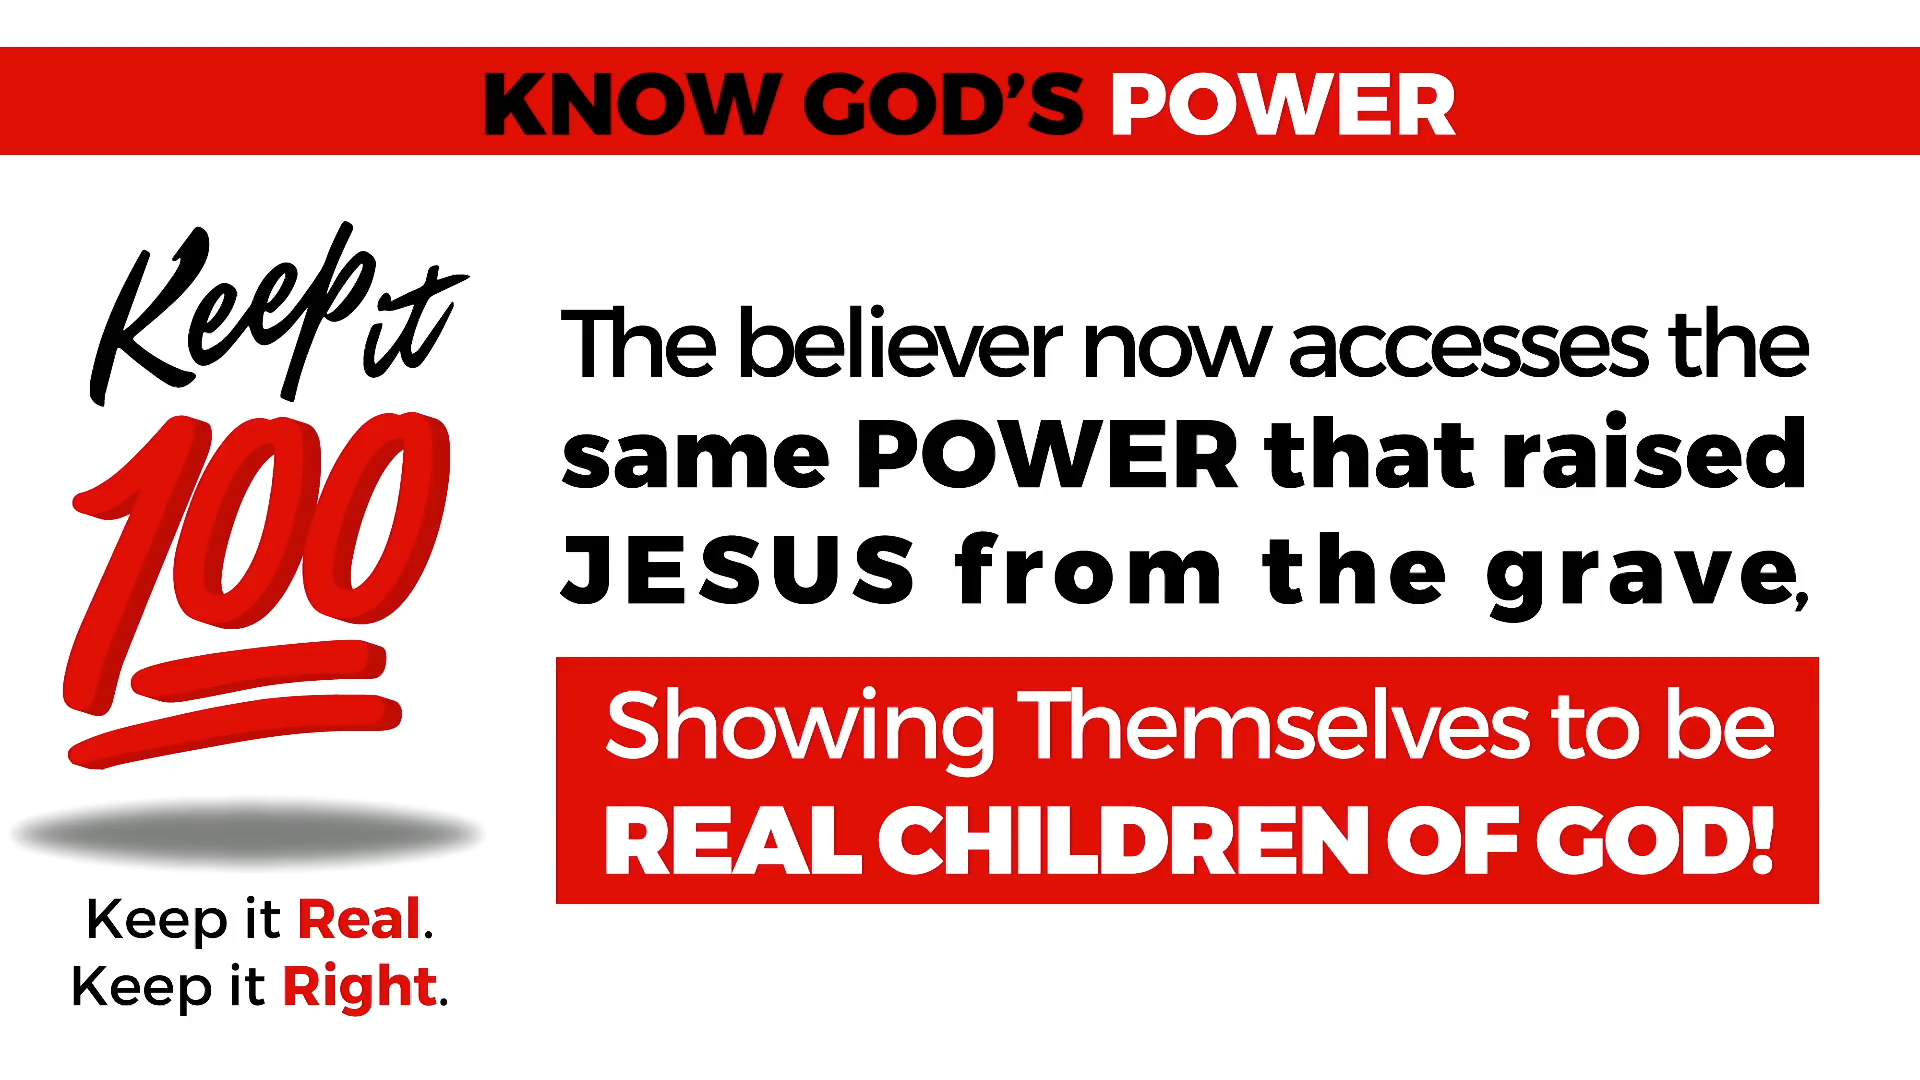 KNOW GOD'S POWER
Keep it
100
Keep it Real.
Keep it Right.
The believer now accesses the
same POWER that raised
JESUS from the grave,
Showing Themselves to be
REAL CHILDREN OF GOD!